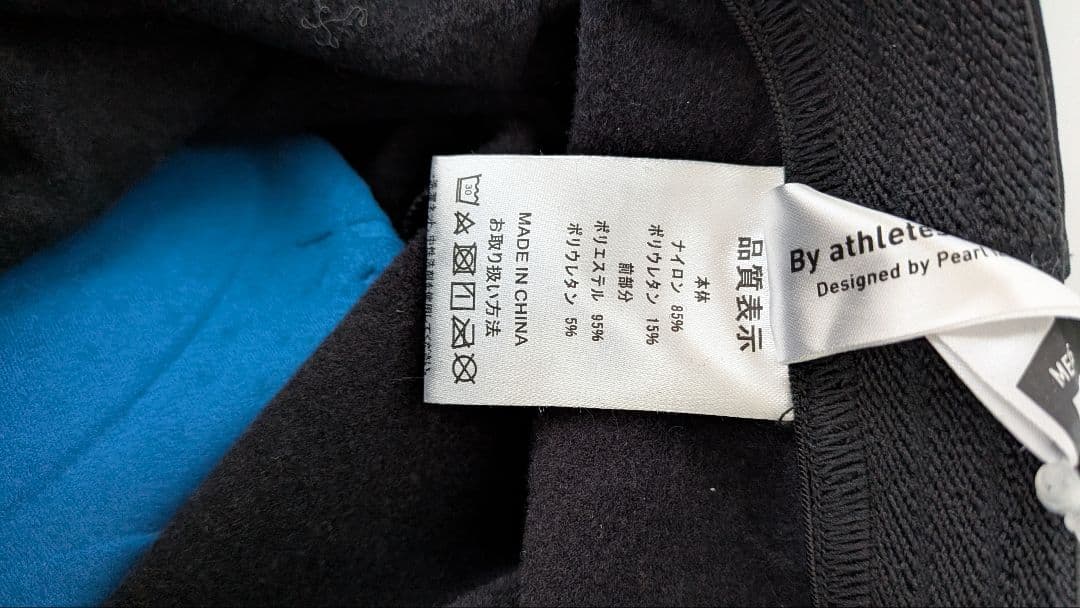 品質表示
本体
ナイロン 85%
ポリウレタン 15%
前部分
ポリエステル 95%
ポリウレタン 5%
MADE IN CHINA
お取り扱い方法
30
By athlete
Designed by Pearl